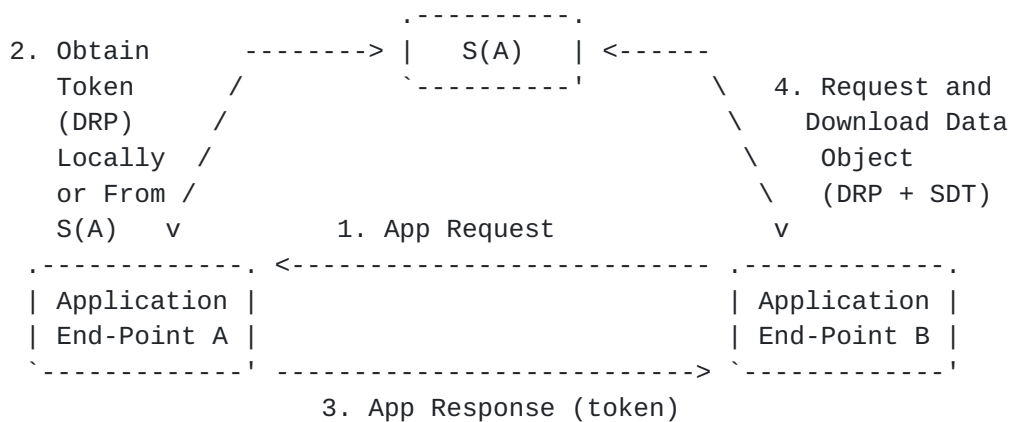 .----------.
2. Obtain      --------> |   S(A)   | <------
   Token      /          `----------'         \   4. Request and
   (DRP)     /                                 \    Download Data
   Locally  /                                   \    Object
   or From /                                     \   (DRP + SDT)
   S(A)   v          1. App Request               v
 .-------------. <--------------------------- .-------------.
 | Application |                              | Application |
 | End-Point A |                              | End-Point B |
 `-------------' ---------------------------> `-------------'
                    3. App Response (token)